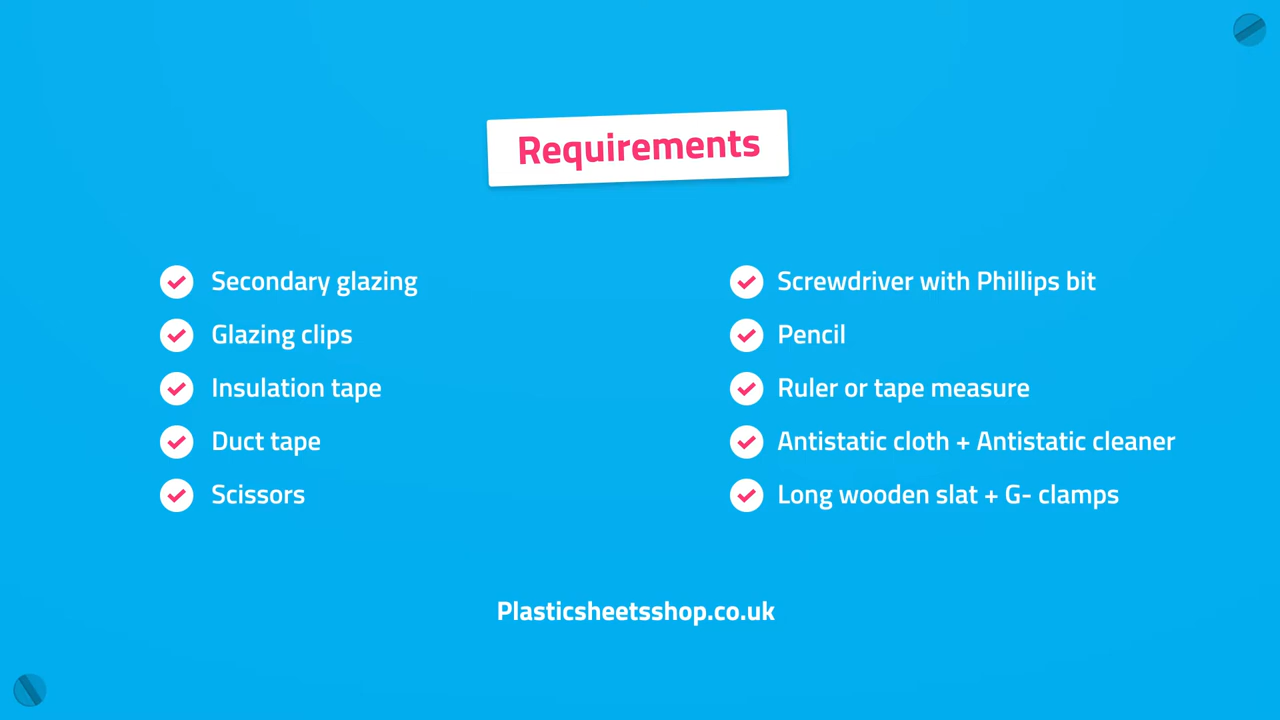 Requirements
Secondary glazing
Glazing clips
Insulation tape
Duct tape
Scissors
Screwdriver with Phillips bit
Pencil
Ruler or tape measure
Antistatic cloth + Antistatic cleaner
Long wooden slat + G- clamps
Plasticsheetsshop.co.uk